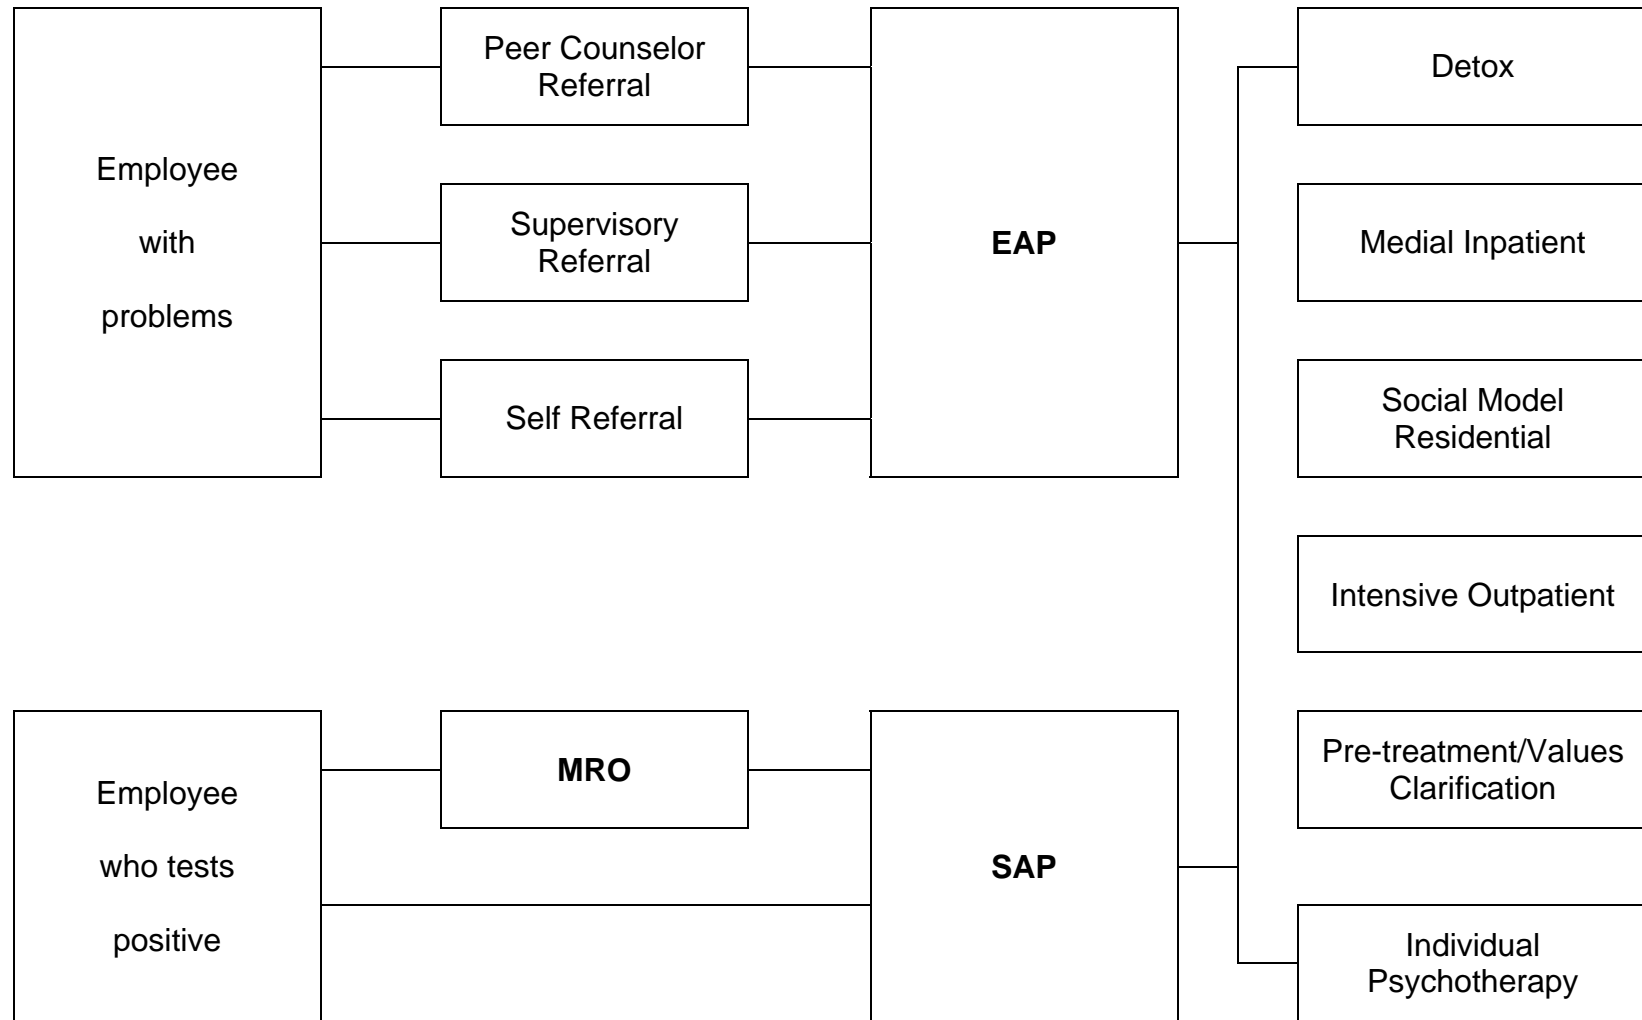 Employee
with
problems
Peer Counselor
Referral
Supervisory
Referral
Self Referral
EAP
Detox
Medial Inpatient
Social Model
Residential
Intensive Outpatient
Pre-treatment/Values
Clarification
Individual
Psychotherapy
Employee
who tests
positive
MRO
SAP